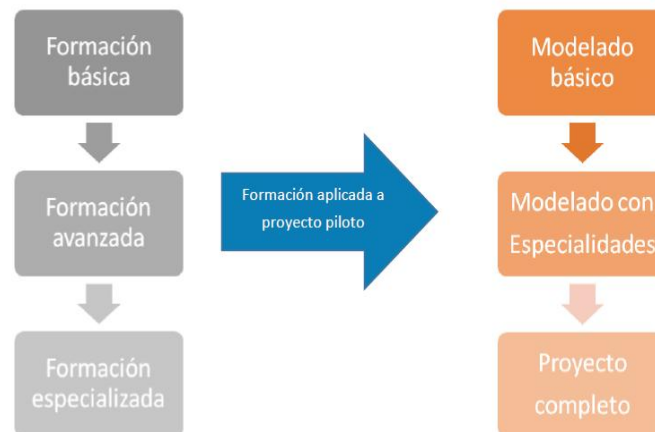 Formación
básica
Formación
avanzada
Formación
especializada
Formación aplicada a
proyecto piloto
Modelado
básico
Modelado con
Especialidades
Proyecto
completo